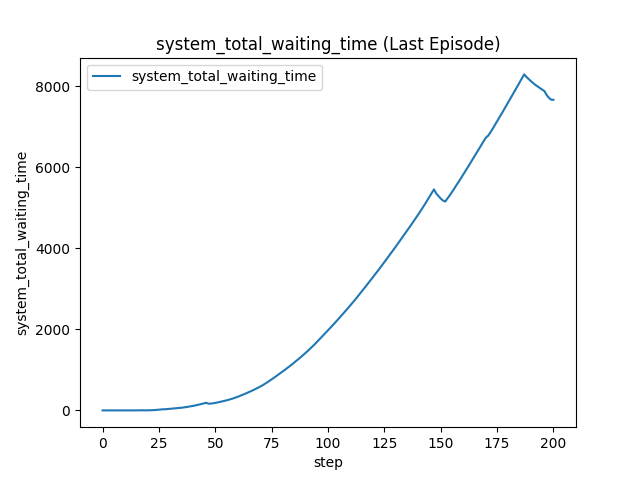 system_total_waiting_time (Last Episode)
system_total_waiting_time
8000
6000
4000
2000
0
system_total_waiting_time
0 25 50 75 100 125 150 175 200
step